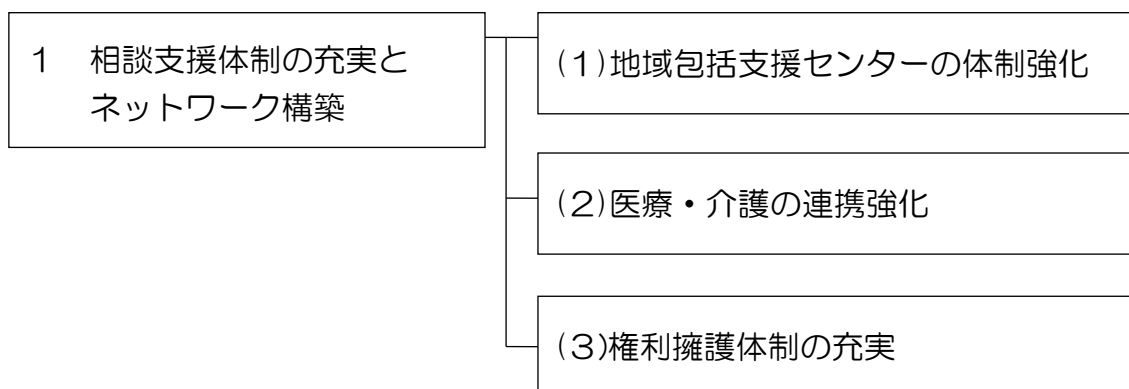 1　相談支援体制の充実と
ネットワーク構築
(1)地域包括支援センターの体制強化
(2)医療・介護の連携強化
(3)権利擁護体制の充実